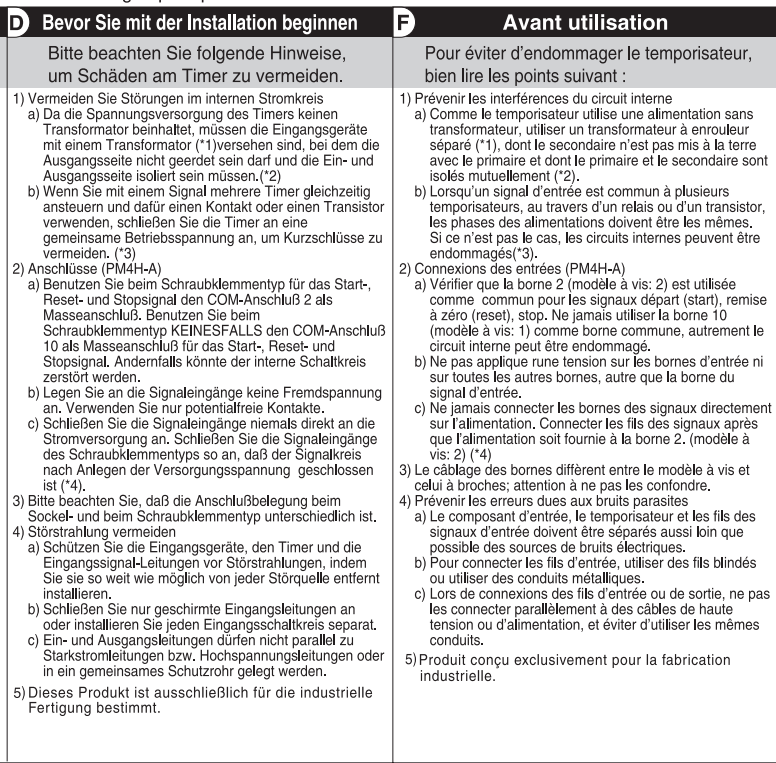 D Bevor Sie mit der Installation beginnen
Bitte beachten Sie folgende Hinweise,
um Schäden am Timer zu vermeiden.
1) Vermeiden Sie Störungen im internen Stromkreis
a) Da die Spannungsversorgung des Timers keinen
Transformator beinhaltet, müssen die Eingangsgeräte
mit einem Transformator (*1)versehen sind, bei dem die
Ausgangsseite nicht geerdet sein darf und die Ein- und
Ausgangsseite isoliert sein müssen.(*2)
b) Wenn Sie mit einem Signal mehrere Timer gleichzeitig
ansteuern und dafür einen Kontakt oder einen Transistor
verwenden, schließen Sie die Timer an eine
gemeinsame Betriebsspannung an, um Kurzschlüsse zu
vermeiden. (*3)
2) Anschlüsse (PM4H-A)
a) Benutzen Sie beim Schraubklemmentyp für das Start-,
Reset- und Stopsignal den COM-Anschluß 2 als
Masseanschluß. Benutzen Sie beim
Schraubklemmentyp KEINESFALLS den COM-Anschluß
10 als Masseanschluß für das Start-, Reset- und
Stopsignal. Andernfalls könnte der interne Schaltkreis
zerstört werden.
b) Legen Sie an die Signaleingänge keine Fremdspannung
an. Verwenden Sie nur potentialfreie Kontakte.
c) Schließen Sie die Signaleingänge niemals direkt an die
Stromversorgung an. Schließen Sie die Signaleingänge
des Schraubklemmentyps so an, daß der Signalkreis
nach Anlegen der Versorgungsspannung geschlossen
ist (*4).
3) Bitte beachten Sie, daß die Anschlußbelegung beim
Sockel- und beim Schraubklemmentyp unterschiedlich ist.
4) Störstrahlung vermeiden
a) Schützen Sie die Eingangsgeräte, den Timer und die
Eingangssignal-Leitungen vor Störstrahlungen, indem
Sie sie so weit wie möglich von jeder Störquelle entfernt
installieren.
b) Schließen Sie nur geschirmte Eingangsleitungen an
oder installieren Sie jeden Eingangsschaltkreis separat.
c) Ein- und Ausgangsleitungen dürfen nicht parallel zu
Starkstromleitungen bzw. Hochspannungsleitungen oder
in ein gemeinsames Schutzrohr gelegt werden.
5) Dieses Produkt ist ausschließlich für die industrielle
Fertigung bestimmt.
F Avant utilisation
Pour éviter d'endommager le temporisateur,
bien lire les points suivant :
1) Prévenir les interférences du circuit interne
a) Comme le temporisateur utilise une alimentation sans
transformateur, utiliser un transformateur à enrouleur
séparé (*1), dont le secondaire n'est pas mis à la terre
avec le primaire et dont le primaire et le secondaire sont
isolés mutuellement (*2).
b) Lorsqu'un signal d'entrée est commun à plusieurs
temporisateurs, au travers d'un relais ou d'un transistor,
les phases des alimentations doivent être les mêmes.
Si ce n'est pas le cas, les circuits internes peuvent être
endommagés(*3).
2) Connexions des entrées (PM4H-A)
a) Vérifier que la borne 2 (modèle à vis: 2) est utilisée
comme commun pour les signaux départ (start), remise
à zéro (reset), stop. Ne jamais utiliser la borne 10
(modèle à vis: 1) comme borne commune, autrement le
circuit interne peut être endommagé.
b) Ne pas applique rune tension sur les bornes d'entrée ni
sur toutes les autres bornes, autre que la borne du
signal d'entrée.
c) Ne jamais connecter les bornes des signaux directement
sur l'alimentation. Connecter les fils des signaux après
que l'alimentation soit fournie à la borne 2. (modèle à
vis: 2) (*4)
3) Le câblage des bornes diffèrent entre le modèle à vis et
celui à broches; attention à ne pas les confondre.
4) Prévenir les erreurs dues aux bruits parasites
a) Le composant d'entrée, le temporisateur et les fils des
signaux d'entrée doivent être séparés aussi loin que
possible des sources de bruits électriques.
b) Pour connecter les fils d'entrée, utiliser des fils blindés
ou utiliser des conduits métalliques.
c) Lors de connexions des fils d'entrée ou de sortie, ne pas
les connecter parallèlement à des câbles de haute
tension ou d'alimentation, et éviter d'utiliser les mêmes
conduits.
5) Produit conçu exclusivement pour la fabrication
industrielle.